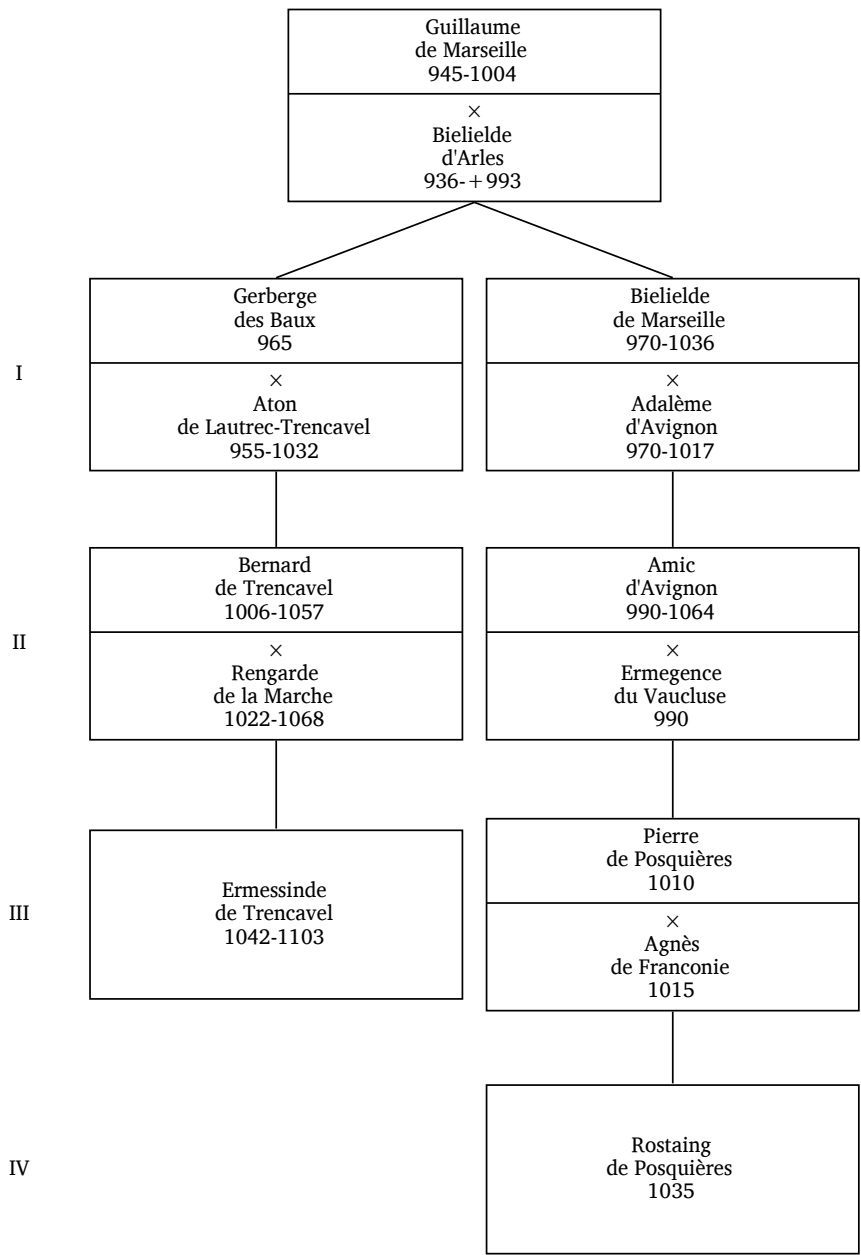 Guillaume
de Marseille
945-1004
×
Bielielde
d'Arles
936-+993
Gerberge
des Baux
965
×
Aton
de Lautrec-Trencavel
955-1032
Bielielde
de Marseille
970-1036
×
Adalème
d'Avignon
970-1017
I
Bernard
de Trencavel
1006-1057
×
Rengarde
de la Marche
1022-1068
Amic
d'Avignon
990-1064
×
Ermegence
du Vaucluse
990
II
Ermessinde
de Trencavel
1042-1103
Pierre
de Posquières
1010
×
Agnès
de Franconie
1015
III
Rostaing
de Posquières
1035
IV